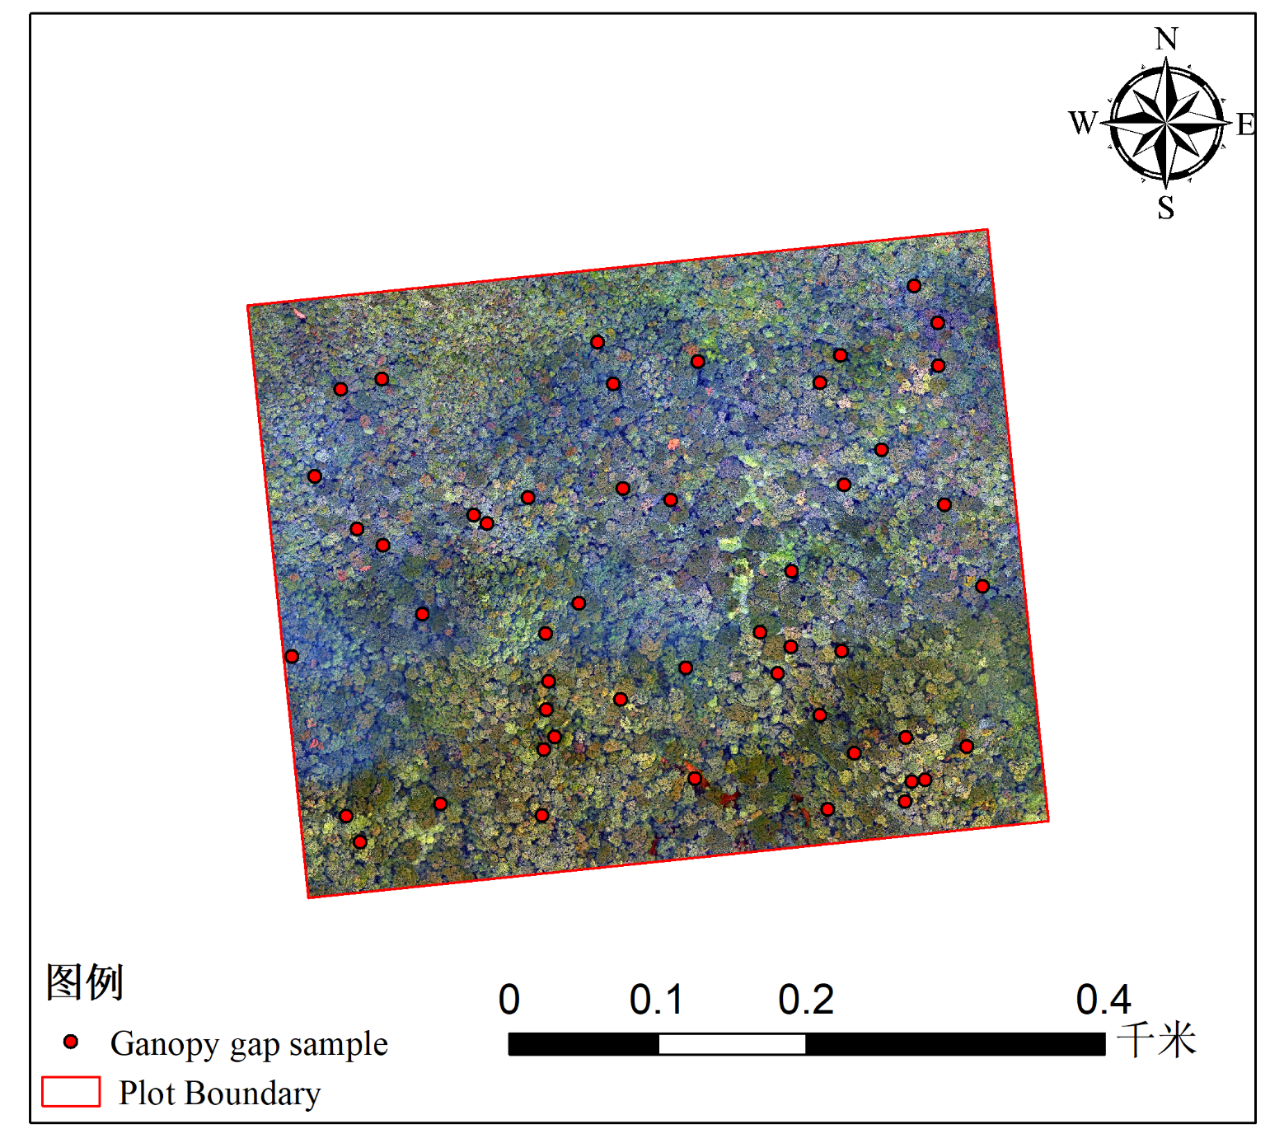 N
W E
S
图例
Ganopy gap sample
Plot Boundary
0 0.1 0.2 0.4
千米